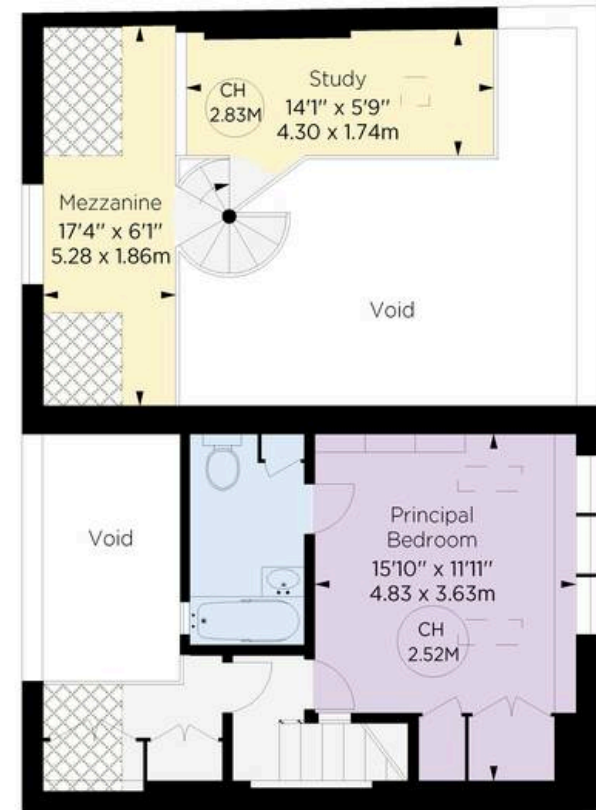 Study
14'1" x 5'9"
4.30 x 1.74m
CH
2.83M
Mezzanine
17'4" x 6'1"
5.28 x 1.86m
Void
Void
Principal
Bedroom
15'10" x 11'11"
4.83 x 3.63m
CH
2.52M